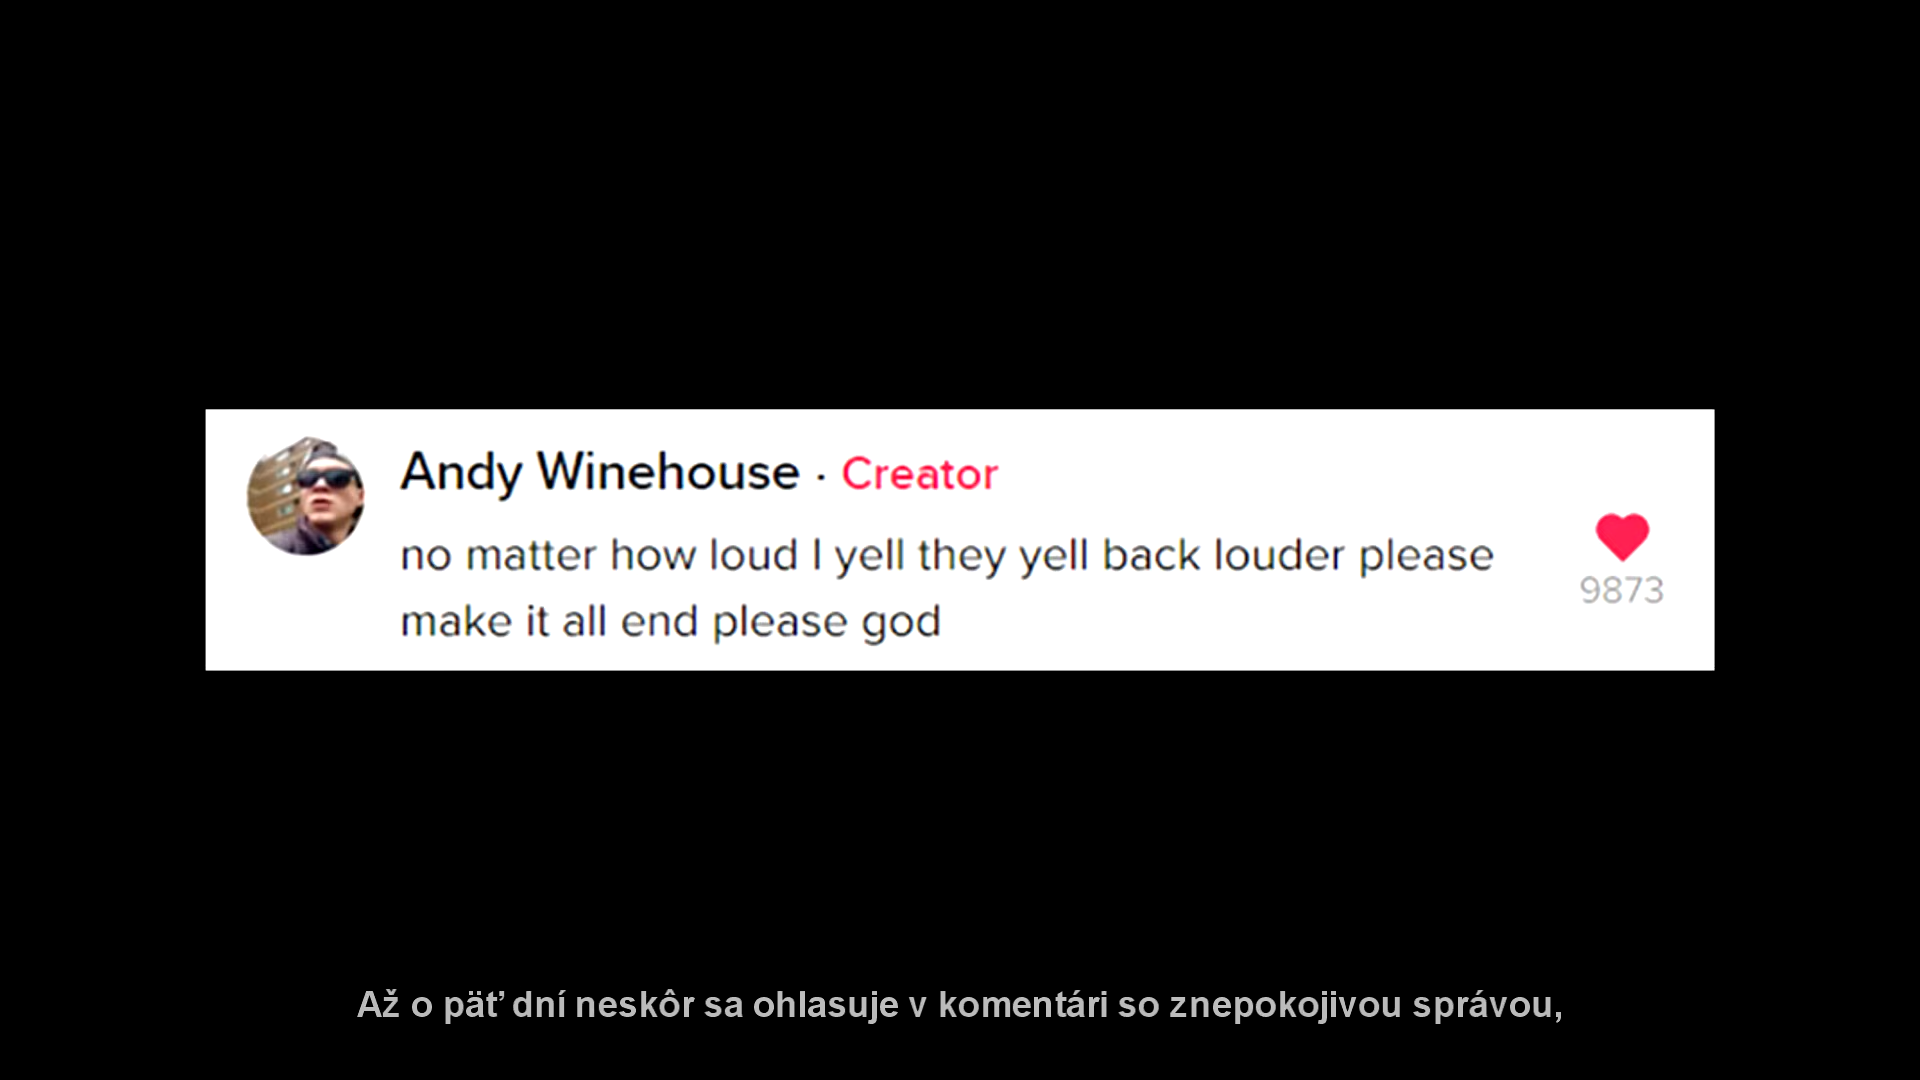 Andy Winehouse · Creator
no matter how loud I yell they yell back louder please
make it all end please god
9873
Až o päť dní neskôr sa ohlasuje v komentári so znepokojivou správou,